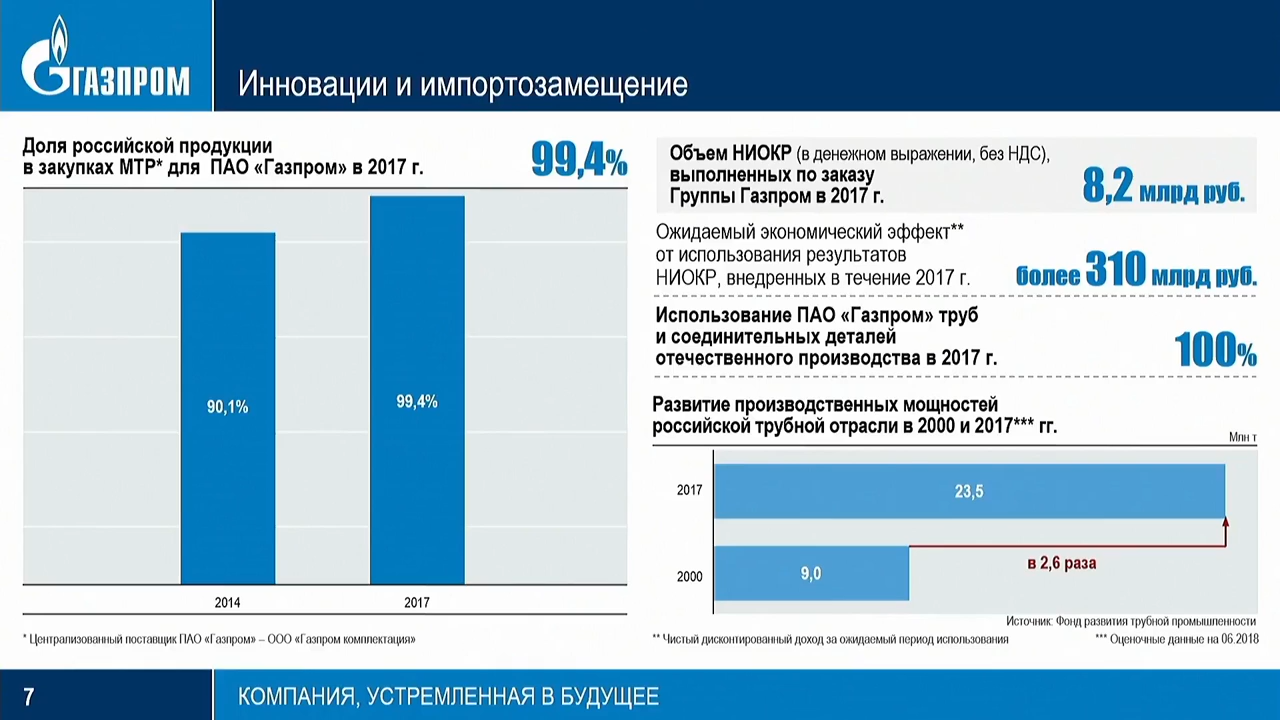 ГАЗПРОМ
Инновации и импортозамещение
Доля российской продукции
в закупках МТР* для ПАО «Газпром» в 2017 г.
99,4%
90,1%
99,4%
2014
2017
* Централизованный поставщик ПАО «Газпром» – ООО «Газпром комплектация»
Объем НИОКР (в денежном выражении, без НДС),
выполненных по заказу
Группы Газпром в 2017 г.
8,2 млрд руб.
Ожидаемый экономический эффект**
от использования результатов
НИОКР, внедренных в течение 2017 г.
более 310 млрд руб.
Использование ПАО «Газпром» труб
и соединительных деталей
отечественного производства в 2017 г.
100%
Развитие производственных мощностей
российской трубной отрасли в 2000 и 2017*** гг.
Млн т
2017
23,5
2000
9,0
в 2,6 раза
Источник: Фонд развития трубной промышленности
** Чистый дисконтированный доход за ожидаемый период использования
*** Оценочные данные на 06.2018
7
КОМПАНИЯ, УСТРЕМЛЕННАЯ В БУДУЩЕЕ